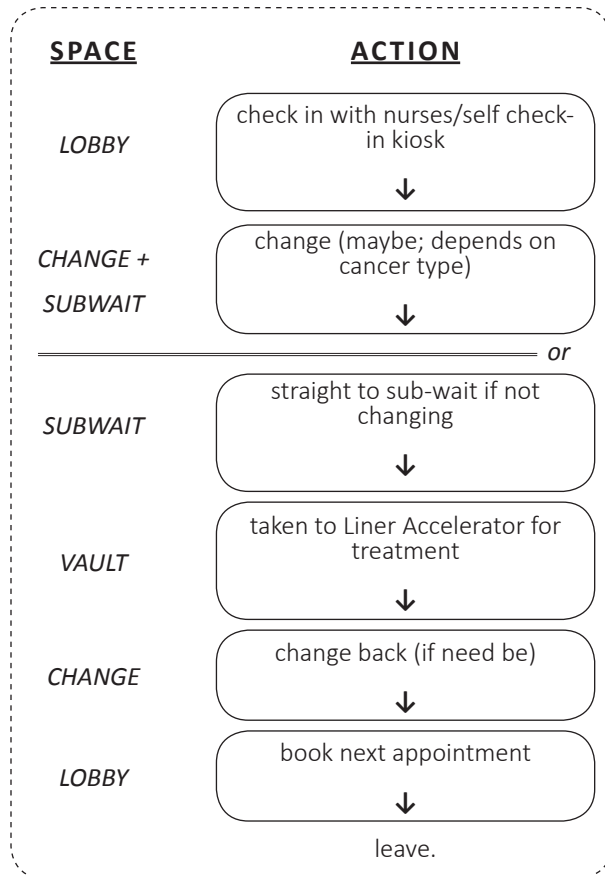 SPACE ACTION
LOBBY
check in with nurses/self check-
in kiosk
CHANGE +
SUBWAIT
change (maybe; depends on
cancer type)
or
SUBWAIT
straight to sub-wait if not
changing
VAULT
taken to Liner Accelerator for
treatment
CHANGE
change back (if need be)
LOBBY
book next appointment
leave.